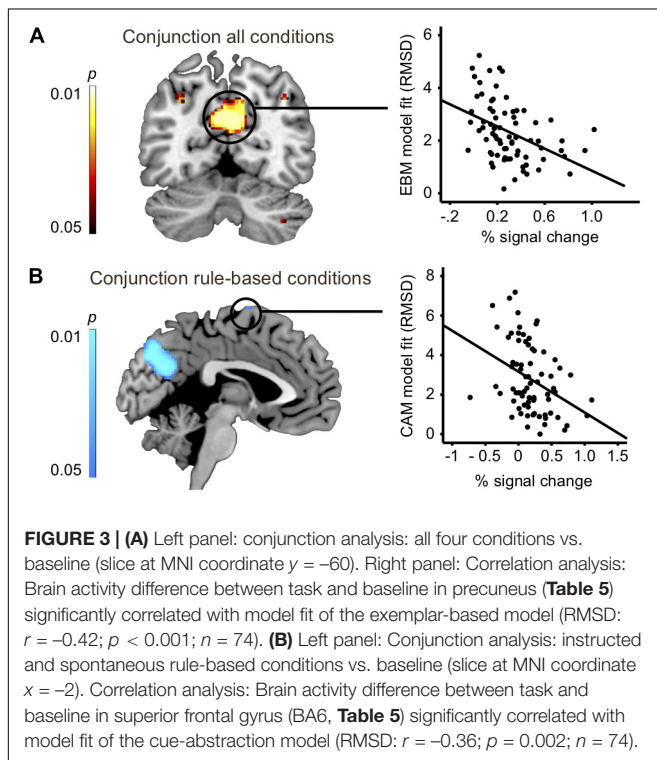 A
Conjunction all conditions
p
0.01
0.05
EBM model fit (RMSD)
6
4
2
0
-.2 0.2 0.6 1.0
% signal change
B
Conjunction rule-based conditions
p
0.01
0.05
CAM model fit (RMSD)
8
6
4
2
0
-1 - 0.5 0 0.5 1 1.5
% signal change
FIGURE 3 | (A) Left panel: conjunction analysis: all four conditions vs.
baseline (slice at MNI coordinate y = –60). Right panel: Correlation analysis:
Brain activity difference between task and baseline in precuneus (Table 5)
significantly correlated with model fit of the exemplar-based model (RMSD:
r = –0.42; p < 0.001; n = 74). (B) Left panel: Conjunction analysis: instructed
and spontaneous rule-based conditions vs. baseline (slice at MNI coordinate
x = –2). Correlation analysis: Brain activity difference between task and
baseline in superior frontal gyrus (BA6, Table 5) significantly correlated with
model fit of the cue-abstraction model (RMSD: r = –0.36; p = 0.002; n = 74).